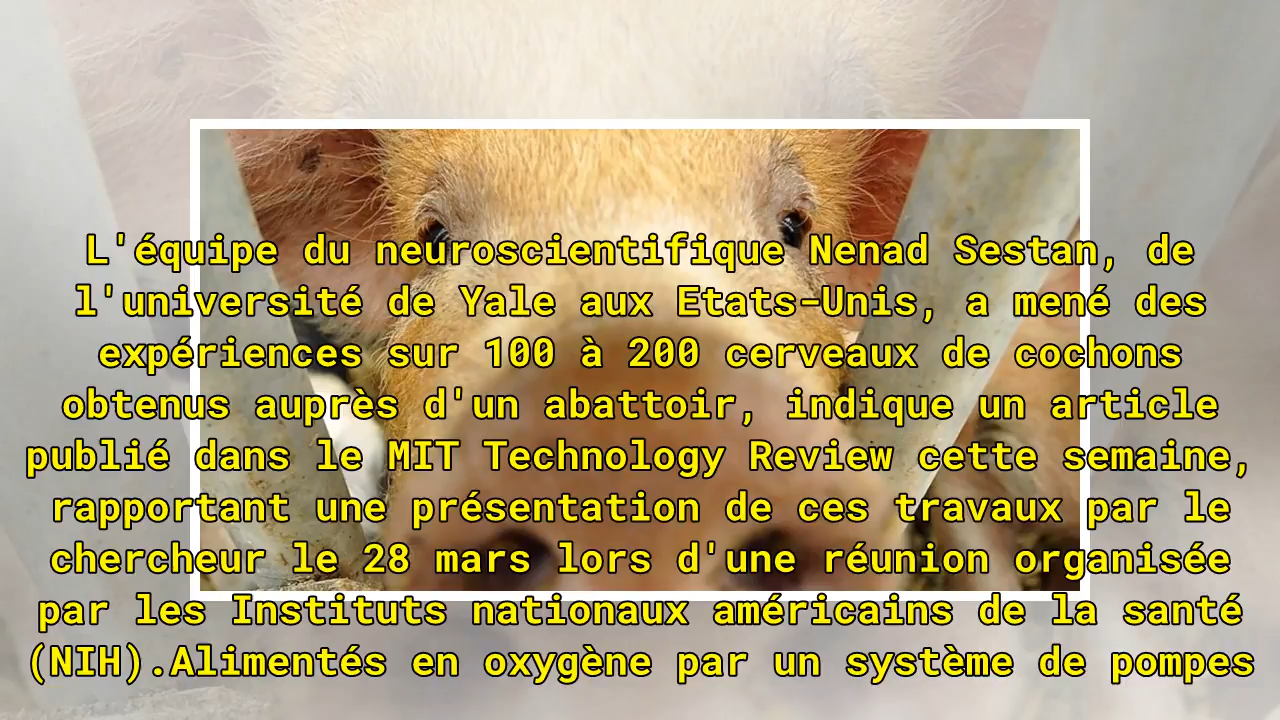 L'équipe du neuroscientifique Nenad Sestan, de
l'université de Yale aux Etats-Unis, a mené des
expériences sur 100 à 200 cerveaux de cochons
obtenus auprès d'un abattoir, indique un article
publié dans le MIT Technology Review cette semaine,
rapportant une présentation de ces travaux par le
chercheur le 28 mars lors d'une réunion organisée
par les Instituts nationaux américains de la santé
(NIH).Alimentés en oxygène par un système de pompes